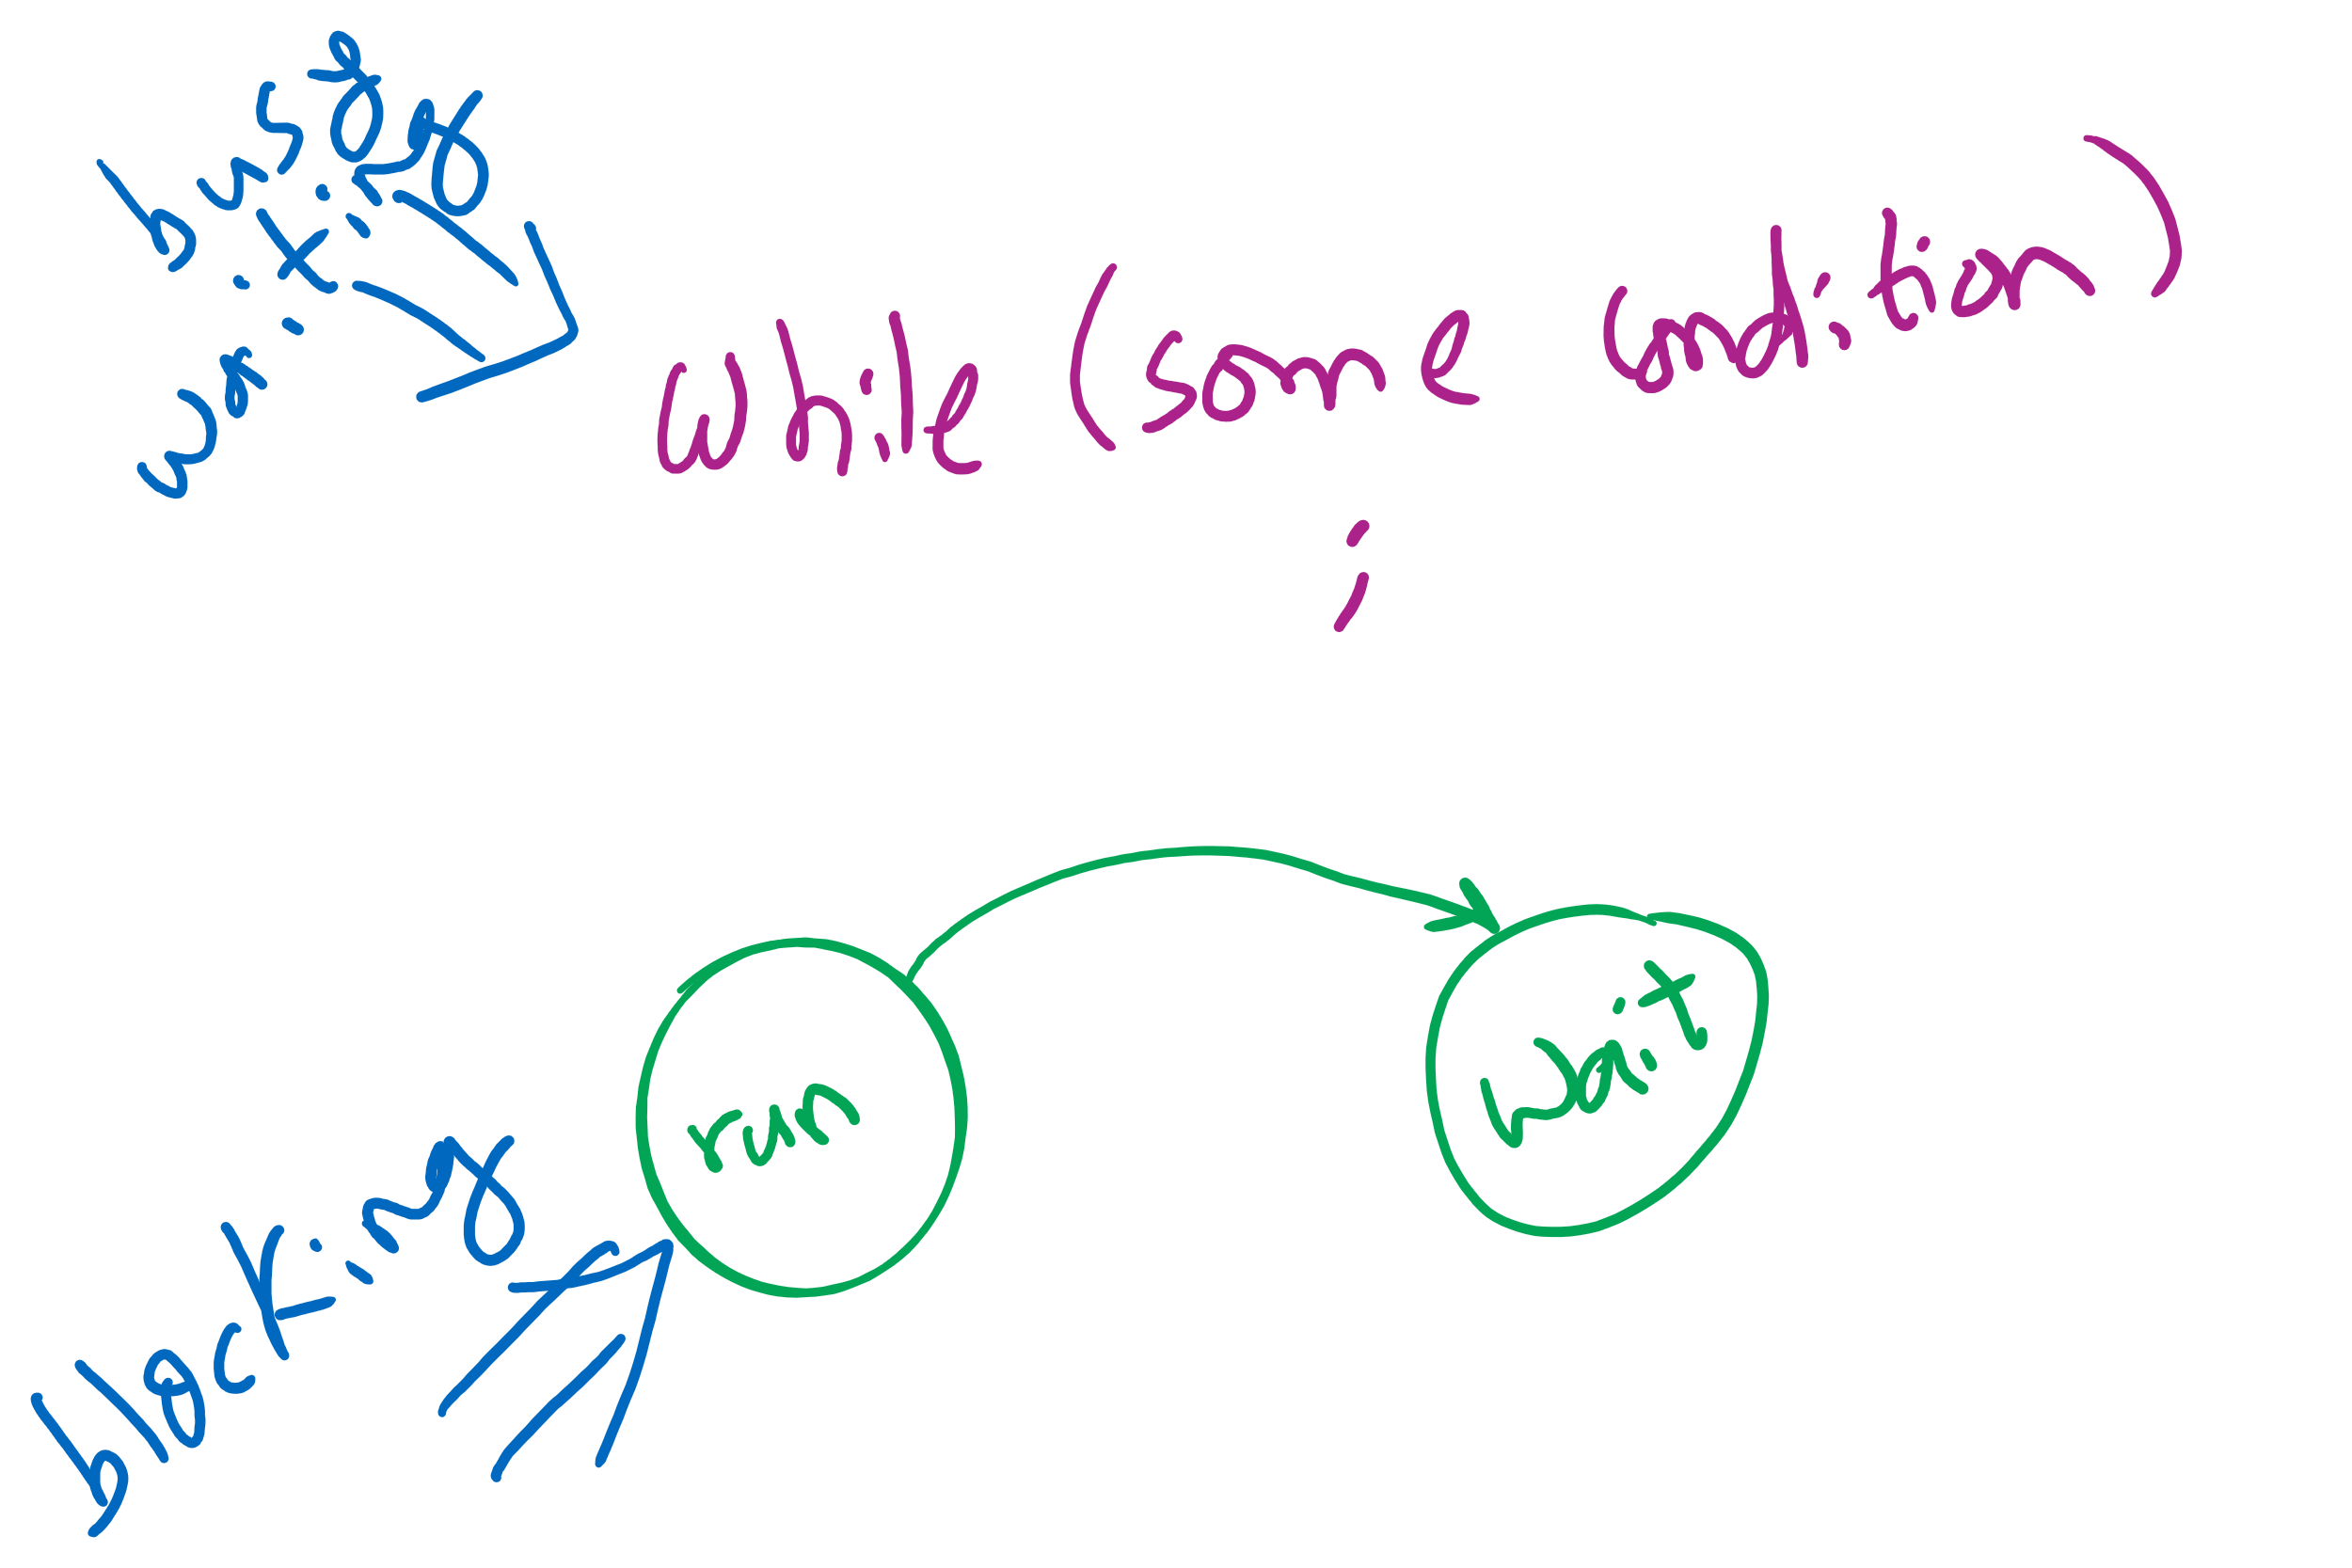 busy
waiting
while (some condition)
;
run
wait
blocking